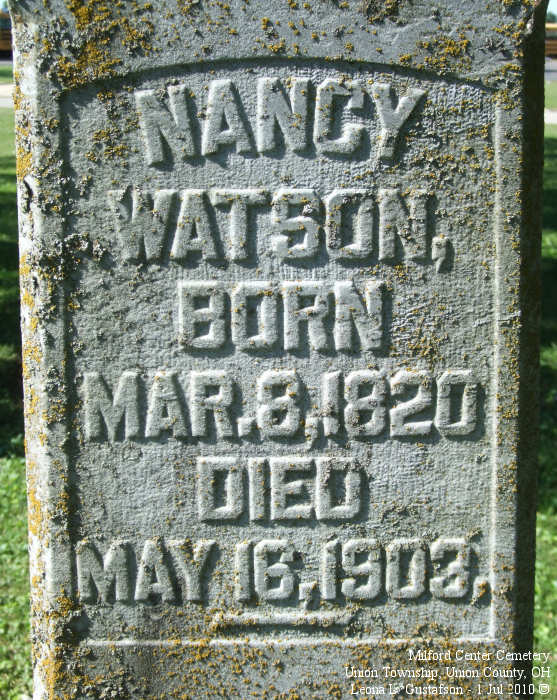 NANCY
WATSON,
BORN
MAR.8,1820
DIED
MAY 16,1903.
Milford Center Cemetery
Union Township, Union County, OH
Leona Is*Gustafson - 1 Jul 2010 ©